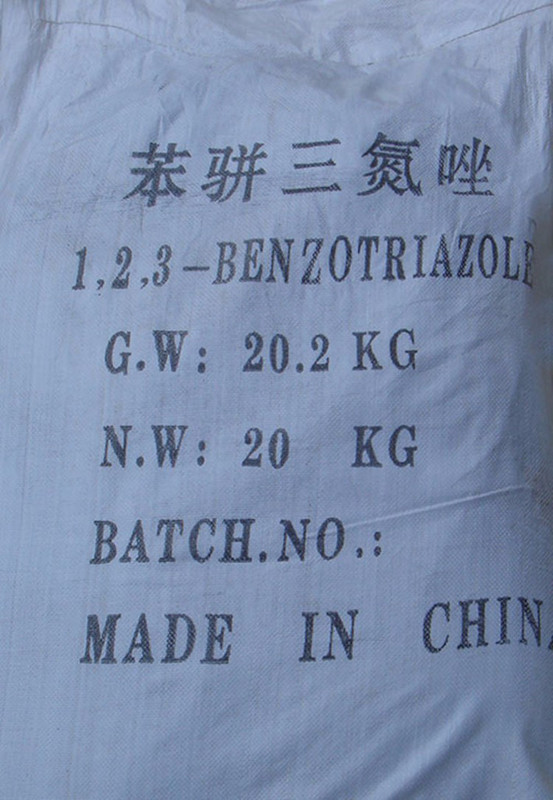 苯骈三氮唑
1,2,3-BENZOTRIAZOLE
G.W: 20.2 KG
N.W: 20 KG
BATCH.NO.:
MADE IN CHINA